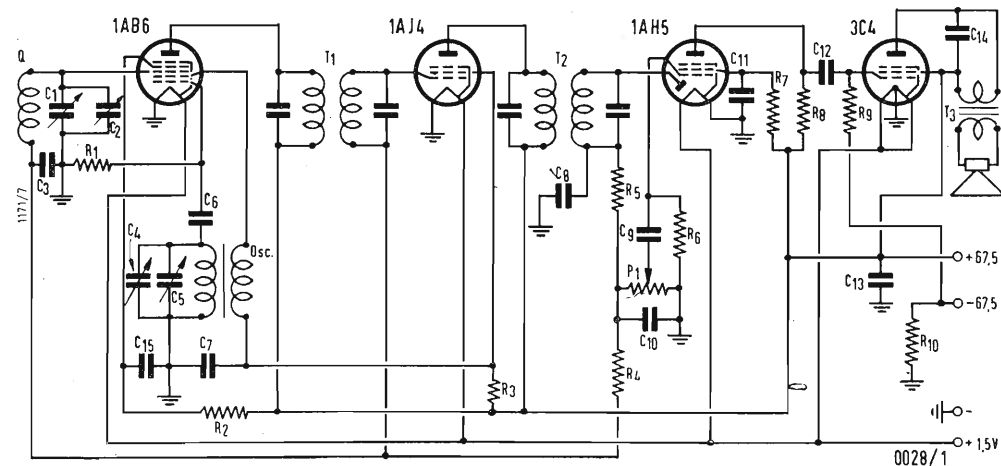 1AB6
1AJ4
1AH5
3C4
Q
C1
C2
C3
R1
T1
T2
C11
C12
R7
R8
R9
C14
T3
1171/7
C4
C5
C6
Osc.
C8
R5
C9
R6
P1
C10
C13
+67,5
-67,5
C15
C7
R2
R3
R4
R10
-
+1,5V
0028/1